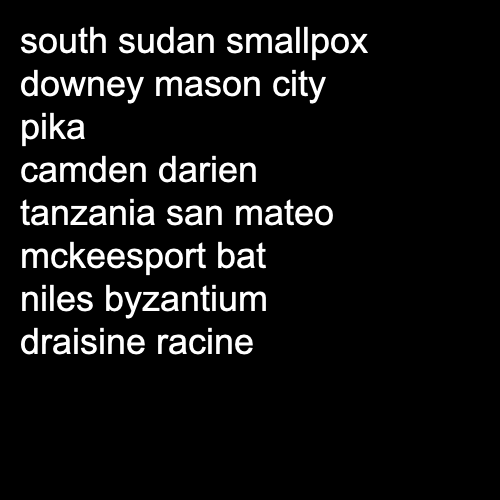 south sudan smallpox
downey mason city
pika
camden darien
tanzania san mateo
mckeesport bat
niles byzantium
draisine racine